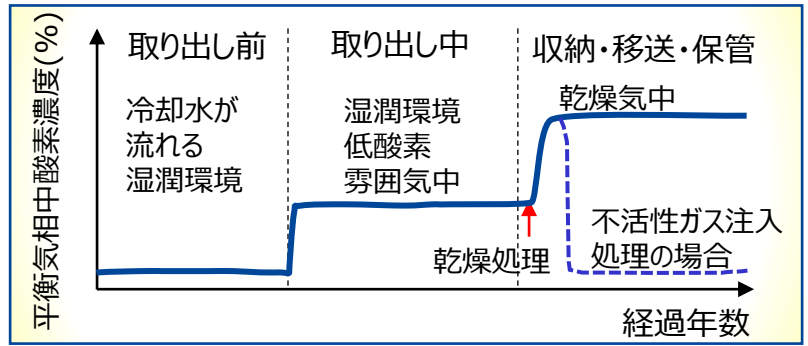 平衡気相中酸素濃度(%)
取り出し前
取り出し中
収納・移送・保管
冷却水が
流れる
湿潤環境
湿潤環境
低酸素
雰囲気中
乾燥気中
乾燥処理
不活性ガス注入
処理の場合
経過年数